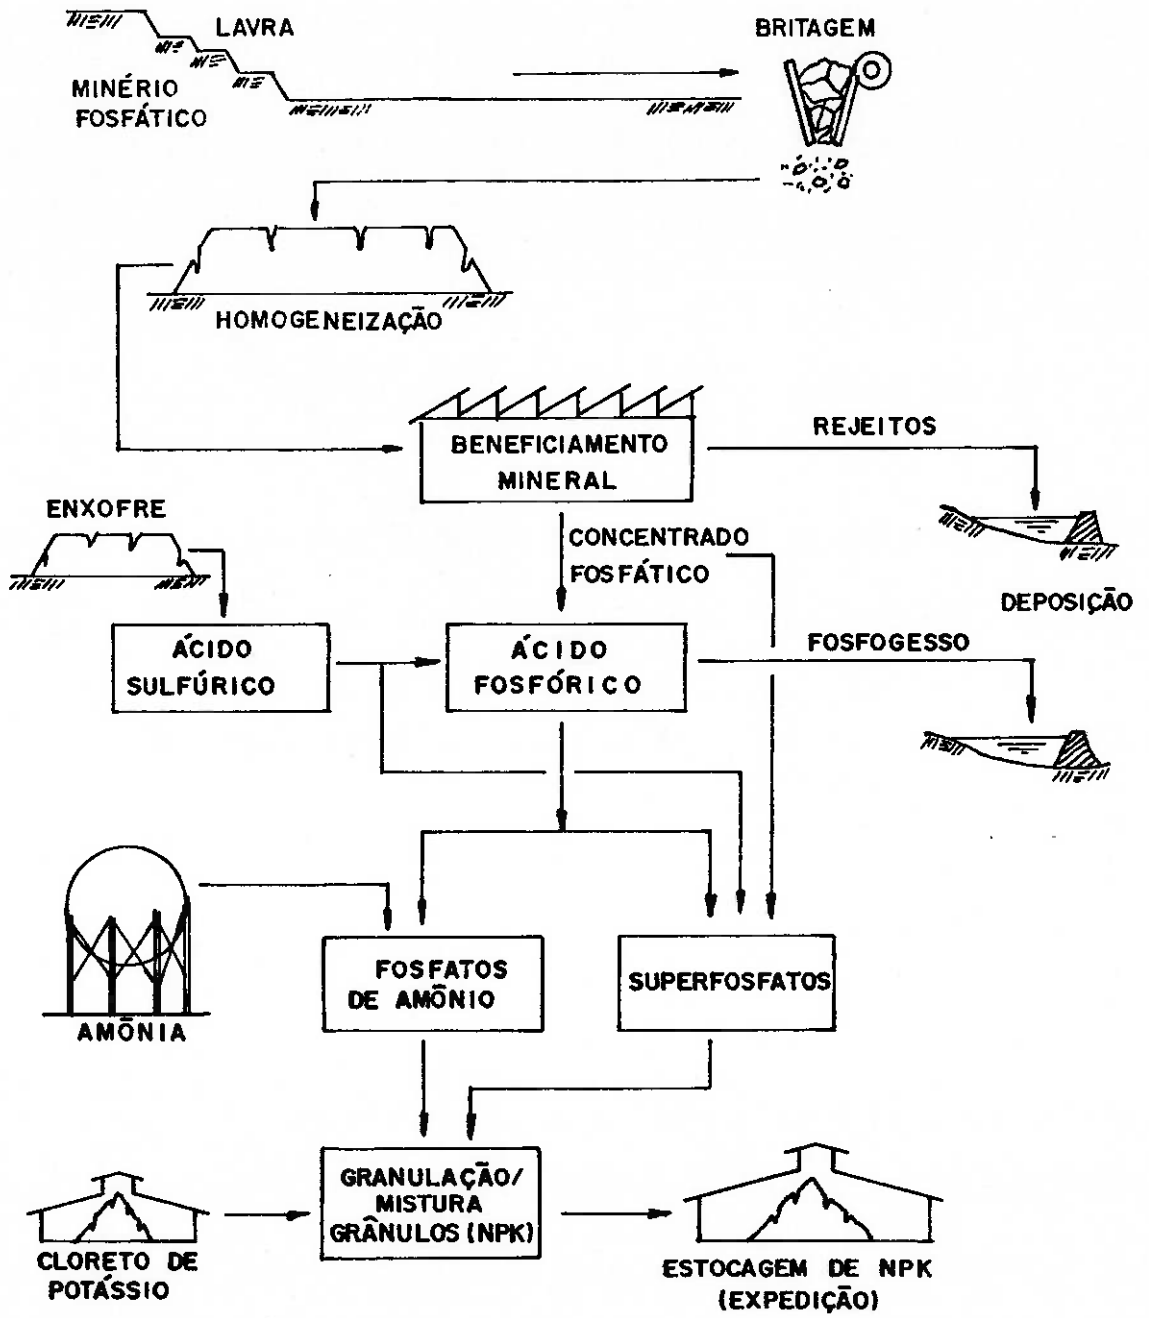 LAVRA
BRITAGEM
MINÉRIO
FOSFÁTICO
HOMOGENEIZAÇÃO
BENEFICIAMENTO
MINERAL
REJEITOS
ENXOFRE
CONCENTRADO
FOSFÁTICO
DEPOSIÇÃO
ÁCIDO
SULFÚRICO
ÁCIDO
FOSFÓRICO
FOSFOGESSO
AMÔNIA
FOSFATOS
DE AMÔNIO
SUPERFOSFATOS
GRANULAÇÃO/
MISTURA
GRÂNULOS (NPK)
CLORETO DE
POTÁSSIO
ESTOCAGEM DE NPK
(EXPEDIÇÃO)